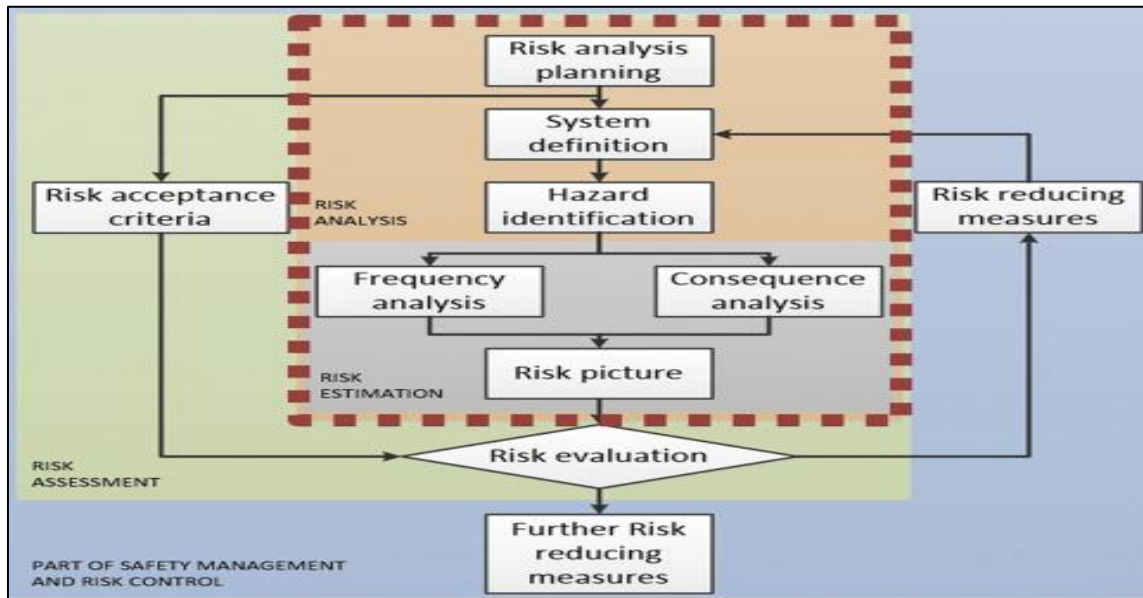 Risk analysis
planning
System
definition
Risk acceptance
criteria
Hazard
identification
Risk reducing
measures
RISK
ANALYSIS
Frequency
analysis
Consequence
analysis
Risk picture
RISK
ESTIMATION
Risk evaluation
RISK
ASSESSMENT
Further Risk
reducing
measures
PART OF SAFETY MANAGEMENT
AND RISK CONTROL